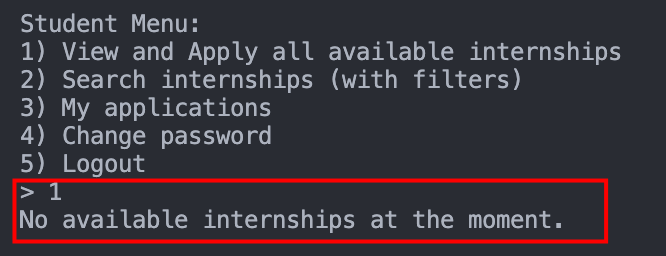 Student Menu:
1) View and Apply all available internships
2) Search internships (with filters)
3) My applications
4) Change password
5) Logout
> 1
No available internships at the moment.